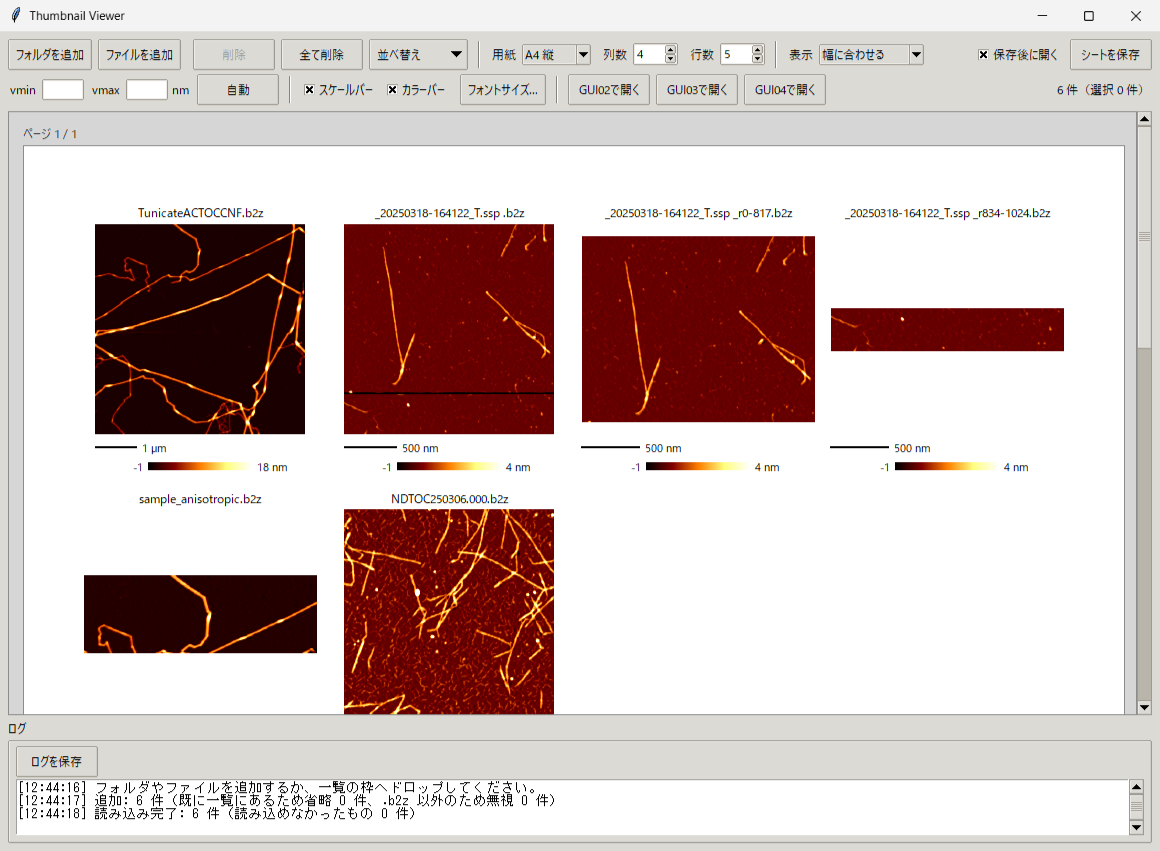 Thumbnail Viewer
フォルダを追加 ファイルを追加 削除 全て削除 並べ替え 用紙 A4 縦 列数 4 行数 5 表示 幅に合わせる 保存後に開く シートを保存
vmin vmax nm 自動 スケールバー カラーバー フォントサイズ... GUI02で開く GUI03で開く GUI04で開く 6 件（選択 0 件）
ページ 1 / 1
TunicateACTOCCNF.b2z _20250318-164122_T.ssp .b2z _20250318-164122_T.ssp _r0-817.b2z _20250318-164122_T.ssp _r834-1024.b2z
1 µm 500 nm 500 nm 500 nm
-1 18 nm -1 4 nm -1 4 nm -1 4 nm
sample_anisotropic.b2z NDTOC250306.000.b2z
ログ
ログを保存
[12:44:16] フォルダやファイルを追加するか、一覧の枠へドロップしてください。
[12:44:17] 追加: 6 件（既に一覧にあるため省略 0 件、.b2z 以外のため無視 0 件）
[12:44:18] 読み込み完了: 6 件（読み込めなかったもの 0 件）